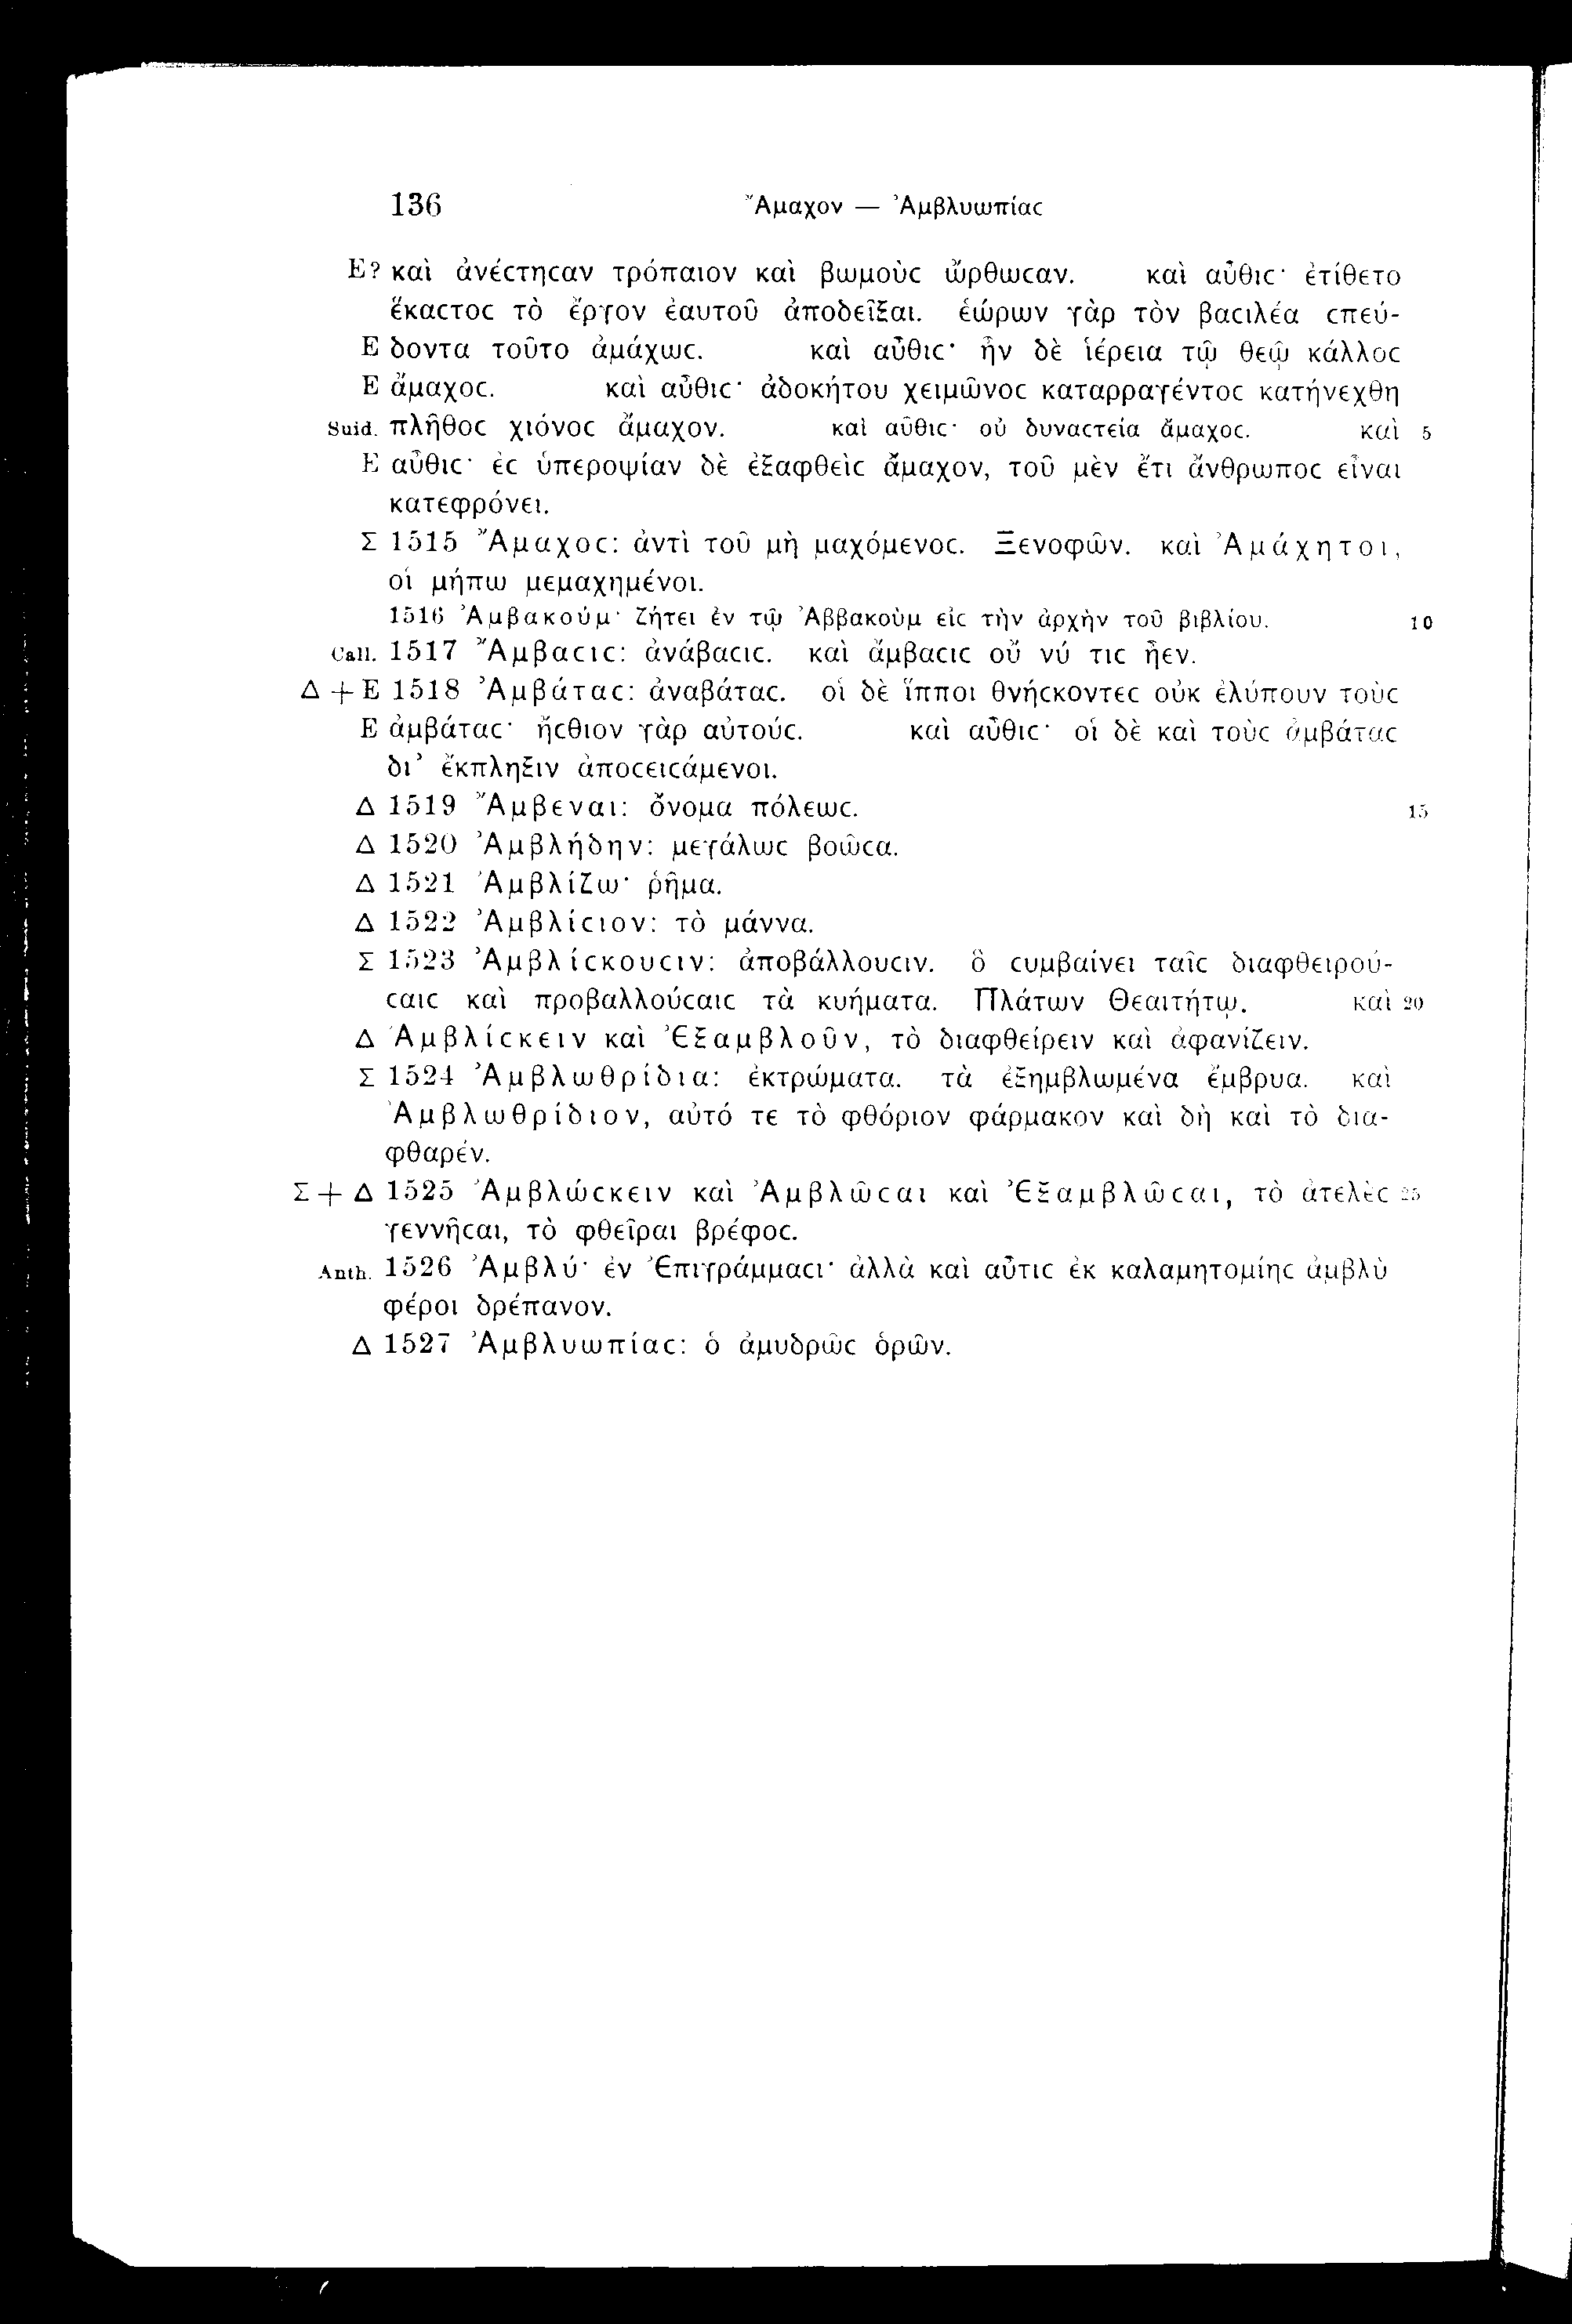 136 Ἄμαχον — Ἀμβλυωπίαϲ
E? καὶ ἀνέϲτηϲαν τρόπαιον καὶ βωμοὺϲ ὤρθωϲαν. καὶ αὖθιϲ· ἐτίθετο
ἕκαϲτοϲ τὸ ἔργον ἑαυτοῦ ἀποδεῖξαι. ἑώρων γὰρ τὸν βαϲιλέα ϲπεύ-
E δοντα τοῦτο ἀμάχωϲ. καὶ αὖθιϲ· ἦν δὲ ἱέρεια τῷ θεῷ κάλλοϲ
E ἄμαχοϲ. καὶ αὖθιϲ· ἀδοκήτου χειμῶνοϲ καταρραγέντοϲ κατήνεχθη
Suid. πλῆθοϲ χιόνοϲ ἄμαχον. καὶ αὖθιϲ· οὐ δυναϲτεία ἄμαχοϲ. καὶ 5
E αὖθιϲ· ἐϲ ὑπεροψίαν δὲ ἐξαφθεὶϲ ἄμαχον, τοῦ μὲν ἔτι ἄνθρωποϲ εἶναι
κατεφρόνει.
Σ 1515 Ἄμαχοϲ: ἀντὶ τοῦ μὴ μαχόμενοϲ. Ξενοφῶν. καὶ Ἀμάχητοι,
οἱ μήπω μεμαχημένοι.
1516 Ἀμβακούμ· ζήτει ἐν τῷ Ἀββακοὺμ εἰϲ τὴν ἀρχὴν τοῦ βιβλίου. 10
Call. 1517 Ἄμβαϲιϲ: ἀνάβαϲιϲ. καὶ ἄμβαϲιϲ οὔ νύ τιϲ ἦεν.
Δ + E 1518 Ἀμβάταϲ: ἀναβάταϲ. οἱ δὲ ἵπποι θνήϲκοντεϲ οὐκ ἐλύπουν τοὺϲ
E ἀμβάταϲ· ἤϲθιον γὰρ αὐτούϲ. καὶ αὖθιϲ· οἱ δὲ καὶ τοὺϲ ἀμβάταϲ
δι’ ἔκπληξιν ἀποϲειϲάμενοι.
Δ 1519 Ἄμβεναι: ὄνομα πόλεωϲ. 15
Δ 1520 Ἀμβλήδην: μεγάλωϲ βοῶϲα.
Δ 1521 Ἀμβλίζω· ῥῆμα.
Δ 1522 Ἀμβλίϲιον: τὸ μάννα.
Σ 1523 Ἀμβλίϲκουϲιν: ἀποβάλλουϲιν. ὃ ϲυμβαίνει ταῖϲ διαφθειρού-
ϲαιϲ καὶ προβαλλούϲαιϲ τὰ κυήματα. Πλάτων Θεαιτήτῳ. καὶ 20
Δ Ἀμβλίϲκειν καὶ Ἐξαμβλοῦν, τὸ διαφθείρειν καὶ ἀφανίζειν.
Σ 1524 Ἀμβλωθρίδια: ἐκτρώματα. τὰ ἐξημβλωμένα ἔμβρυα. καὶ
Ἀμβλωθρίδιον, αὐτό τε τὸ φθόριον φάρμακον καὶ δὴ καὶ τὸ δια-
φθαρέν.
Σ + Δ 1525 Ἀμβλώϲκειν καὶ Ἀμβλῶϲαι καὶ Ἐξαμβλῶϲαι, τὸ ἀτελὲϲ 25
γεννῆϲαι, τὸ φθεῖραι βρέφοϲ.
Anth. 1526 Ἀμβλύ· ἐν Ἐπιγράμμαϲι· ἀλλὰ καὶ αὖτιϲ ἐκ καλαμητομίηϲ ἀμβλὺ
φέροι δρέπανον.
Δ 1527 Ἀμβλυωπίαϲ: ὁ ἀμυδρῶϲ ὁρῶν.